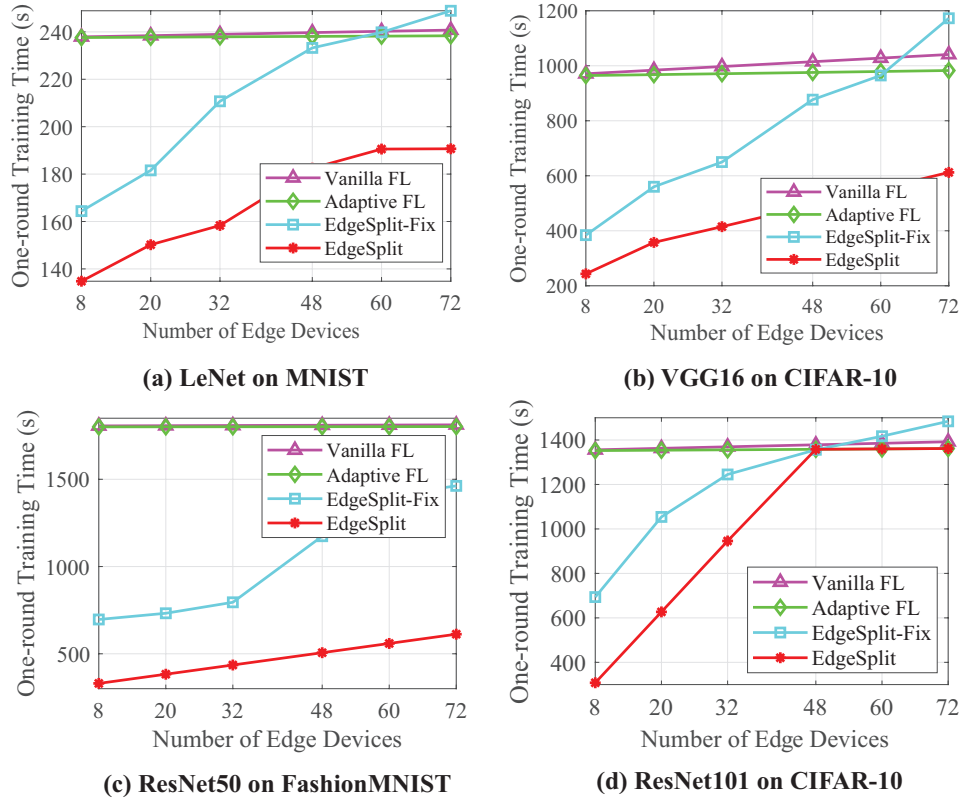 One-round Training Time (s)
240
220
200
180
160
140
8 20 32 48 60 72
Number of Edge Devices
Vanilla FL
Adaptive FL
EdgeSplit-Fix
EdgeSplit
(a) LeNet on MNIST
One-round Training Time (s)
1200
1000
800
600
400
200
8 20 32 48 60 72
Number of Edge Devices
Vanilla FL
Adaptive FL
EdgeSplit-Fix
EdgeSplit
(b) VGG16 on CIFAR-10
One-round Training Time (s)
1500
1000
500
8 20 32 48 60 72
Number of Edge Devices
Vanilla FL
Adaptive FL
EdgeSplit-Fix
EdgeSplit
(c) ResNet50 on FashionMNIST
One-round Training Time (s)
1400
1200
1000
800
600
400
8 20 32 48 60 72
Number of Edge Devices
Vanilla FL
Adaptive FL
EdgeSplit-Fix
EdgeSplit
(d) ResNet101 on CIFAR-10